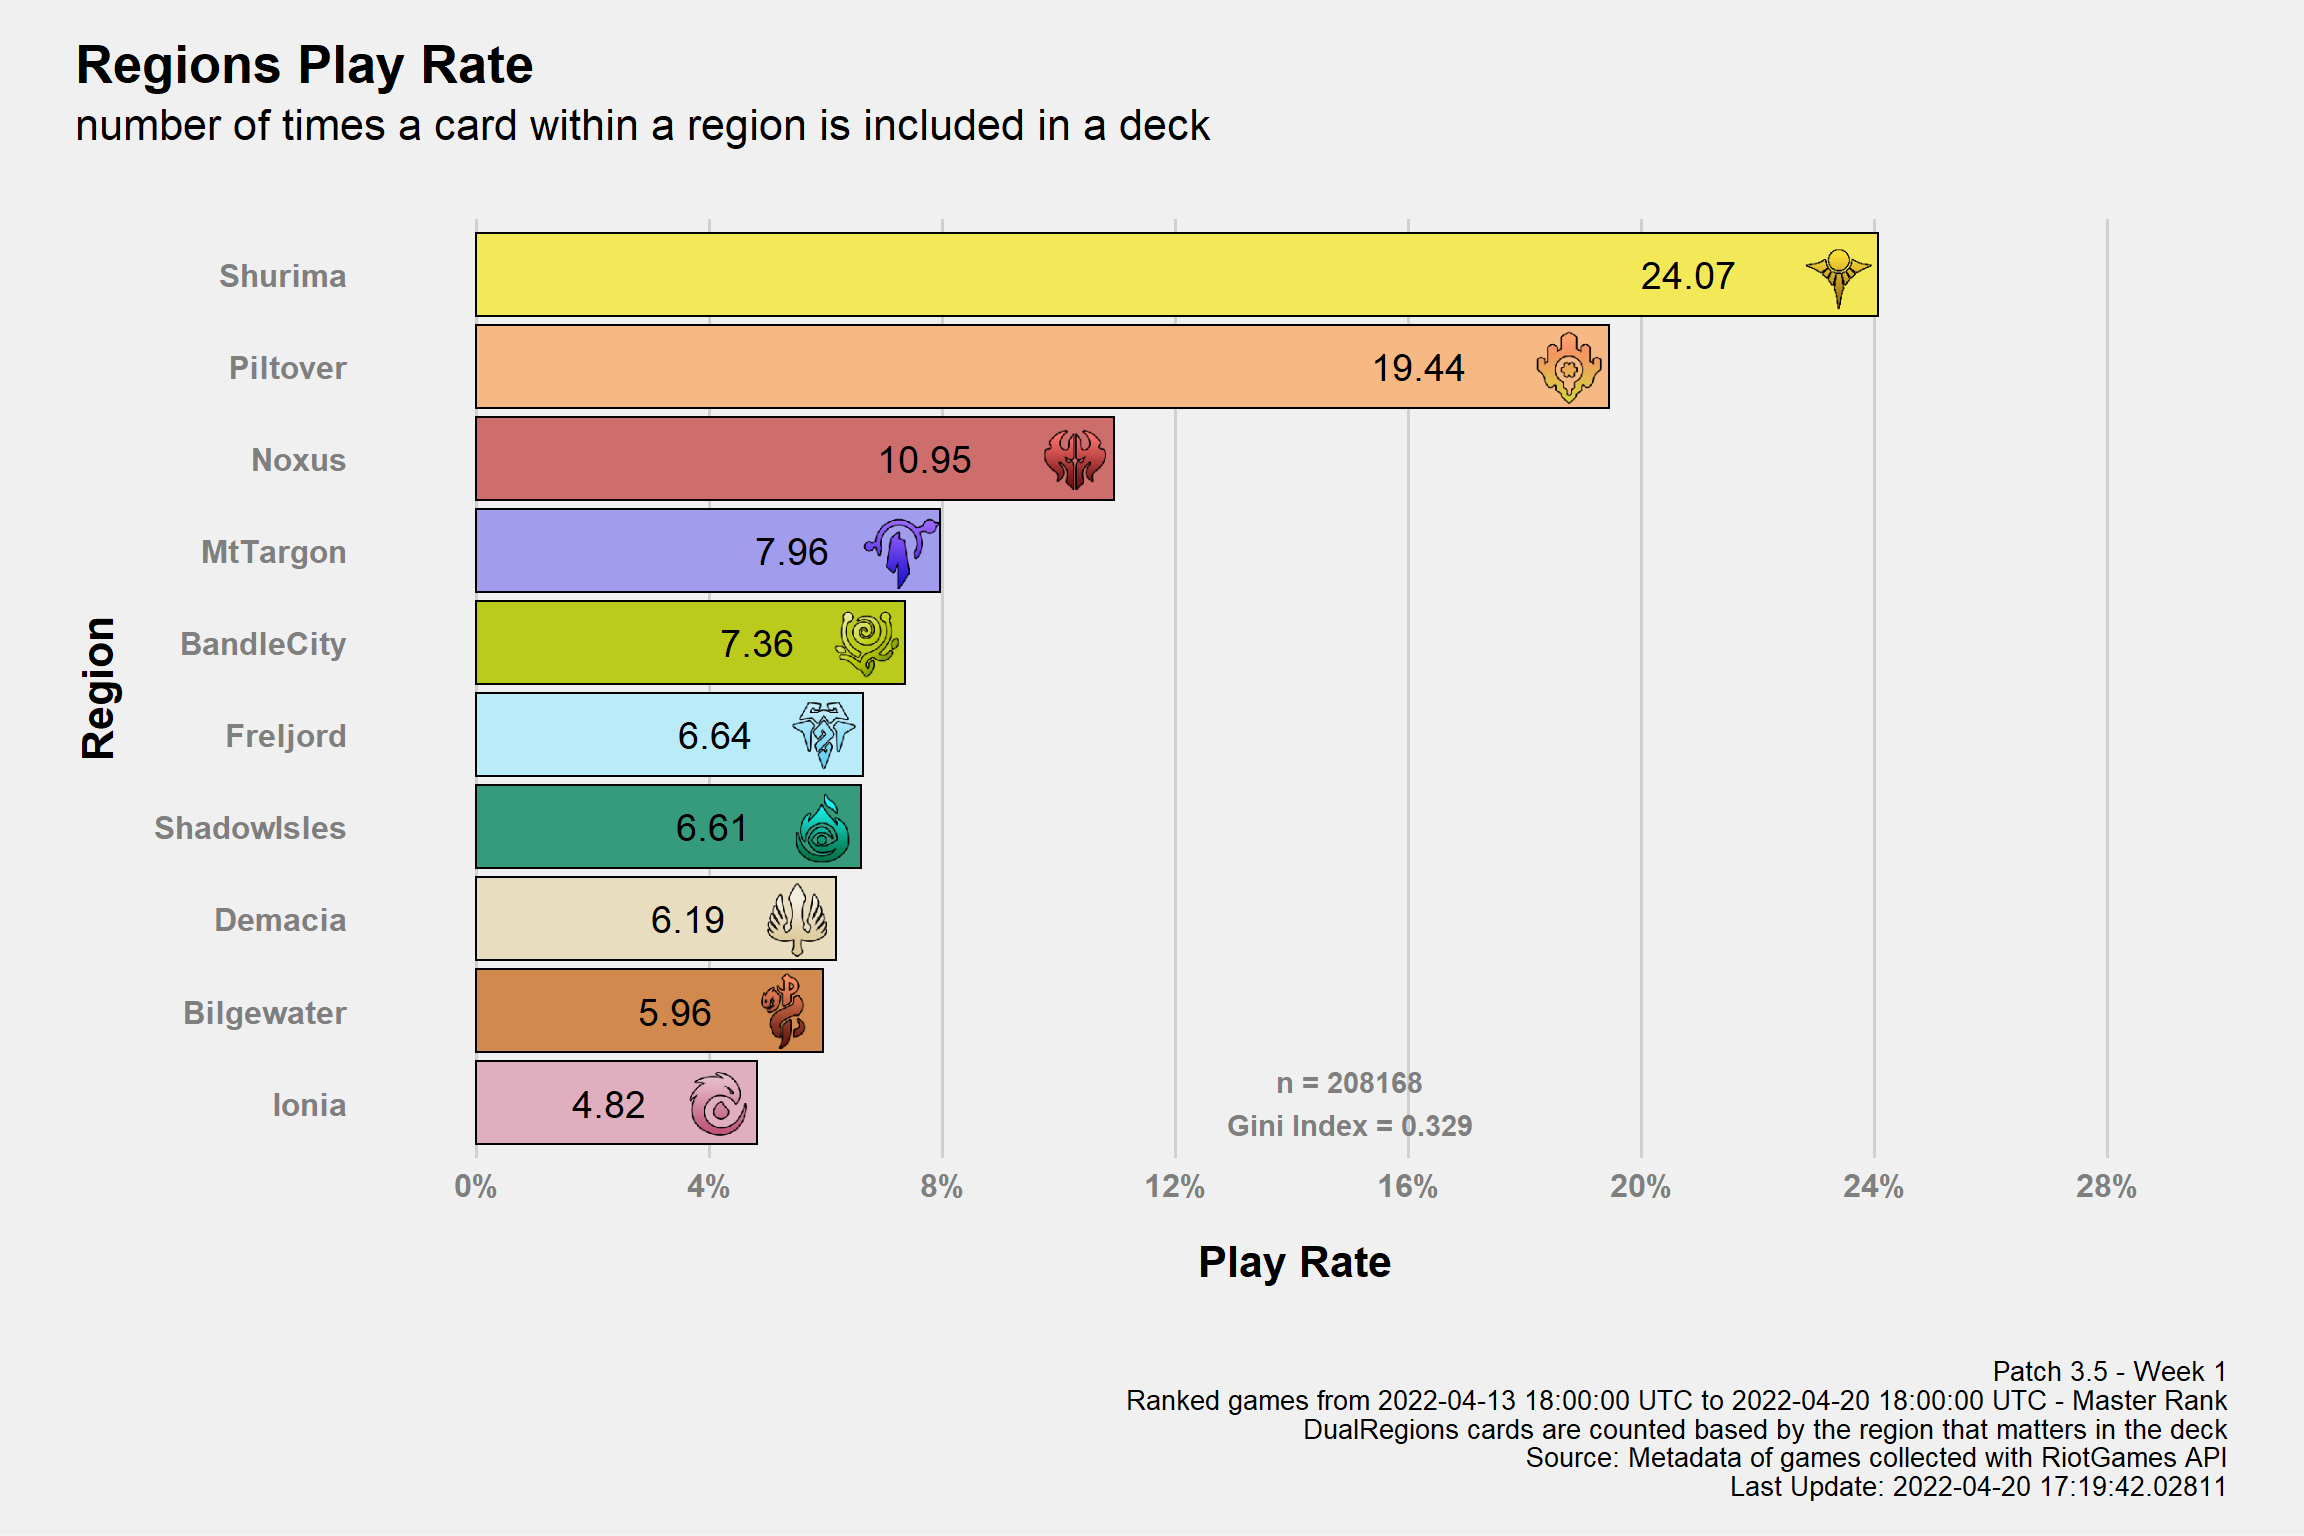 Regions Play Rate
number of times a card within a region is included in a deck
Region
Shurima 24.07
Piltover 19.44
Noxus 10.95
MtTargon 7.96
BandleCity 7.36
Freljord 6.64
ShadowIsles 6.61
Demacia 6.19
Bilgewater 5.96
Ionia 4.82
n = 208168
Gini Index = 0.329
0% 4% 8% 12% 16% 20% 24% 28%
Play Rate
Patch 3.5 - Week 1
Ranked games from 2022-04-13 18:00:00 UTC to 2022-04-20 18:00:00 UTC - Master Rank
DualRegions cards are counted based by the region that matters in the deck
Source: Metadata of games collected with RiotGames API
Last Update: 2022-04-20 17:19:42.02811